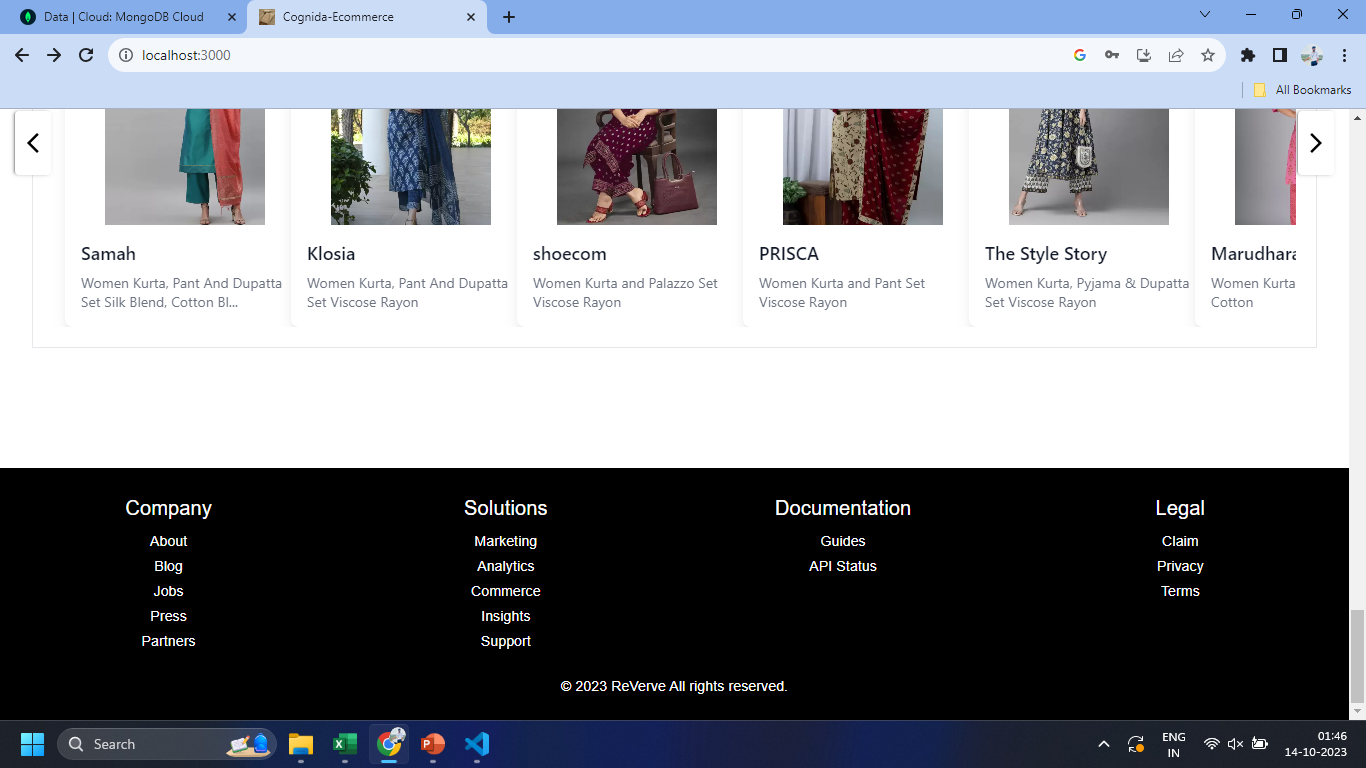 Data | Cloud: MongoDB Cloud
Cognida-Ecommerce
localhost:3000
All Bookmarks
Samah
Women Kurta, Pant And Dupatta
Set Silk Blend, Cotton Bl...
Klosia
Women Kurta, Pant And Dupatta
Set Viscose Rayon
shoecom
Women Kurta and Palazzo Set
Viscose Rayon
PRISCA
Women Kurta and Pant Set
Viscose Rayon
The Style Story
Women Kurta, Pyjama & Dupatta
Set Viscose Rayon
Marudhara
Women Kurta
Cotton
Company
About
Blog
Jobs
Press
Partners
Solutions
Marketing
Analytics
Commerce
Insights
Support
Documentation
Guides
API Status
Legal
Claim
Privacy
Terms
© 2023 ReVerve All rights reserved.
Search
ENG
IN
01:46
14-10-2023